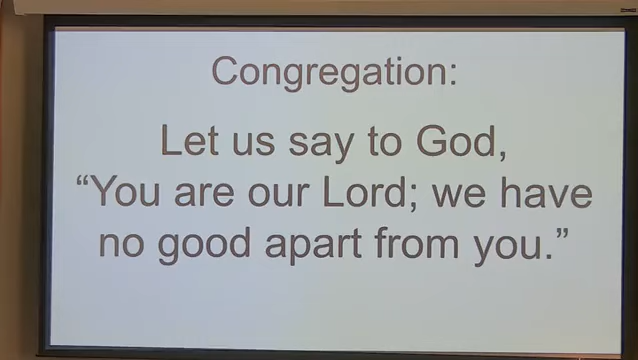 Congregation:
Let us say to God,
“You are our Lord; we have
no good apart from you.”